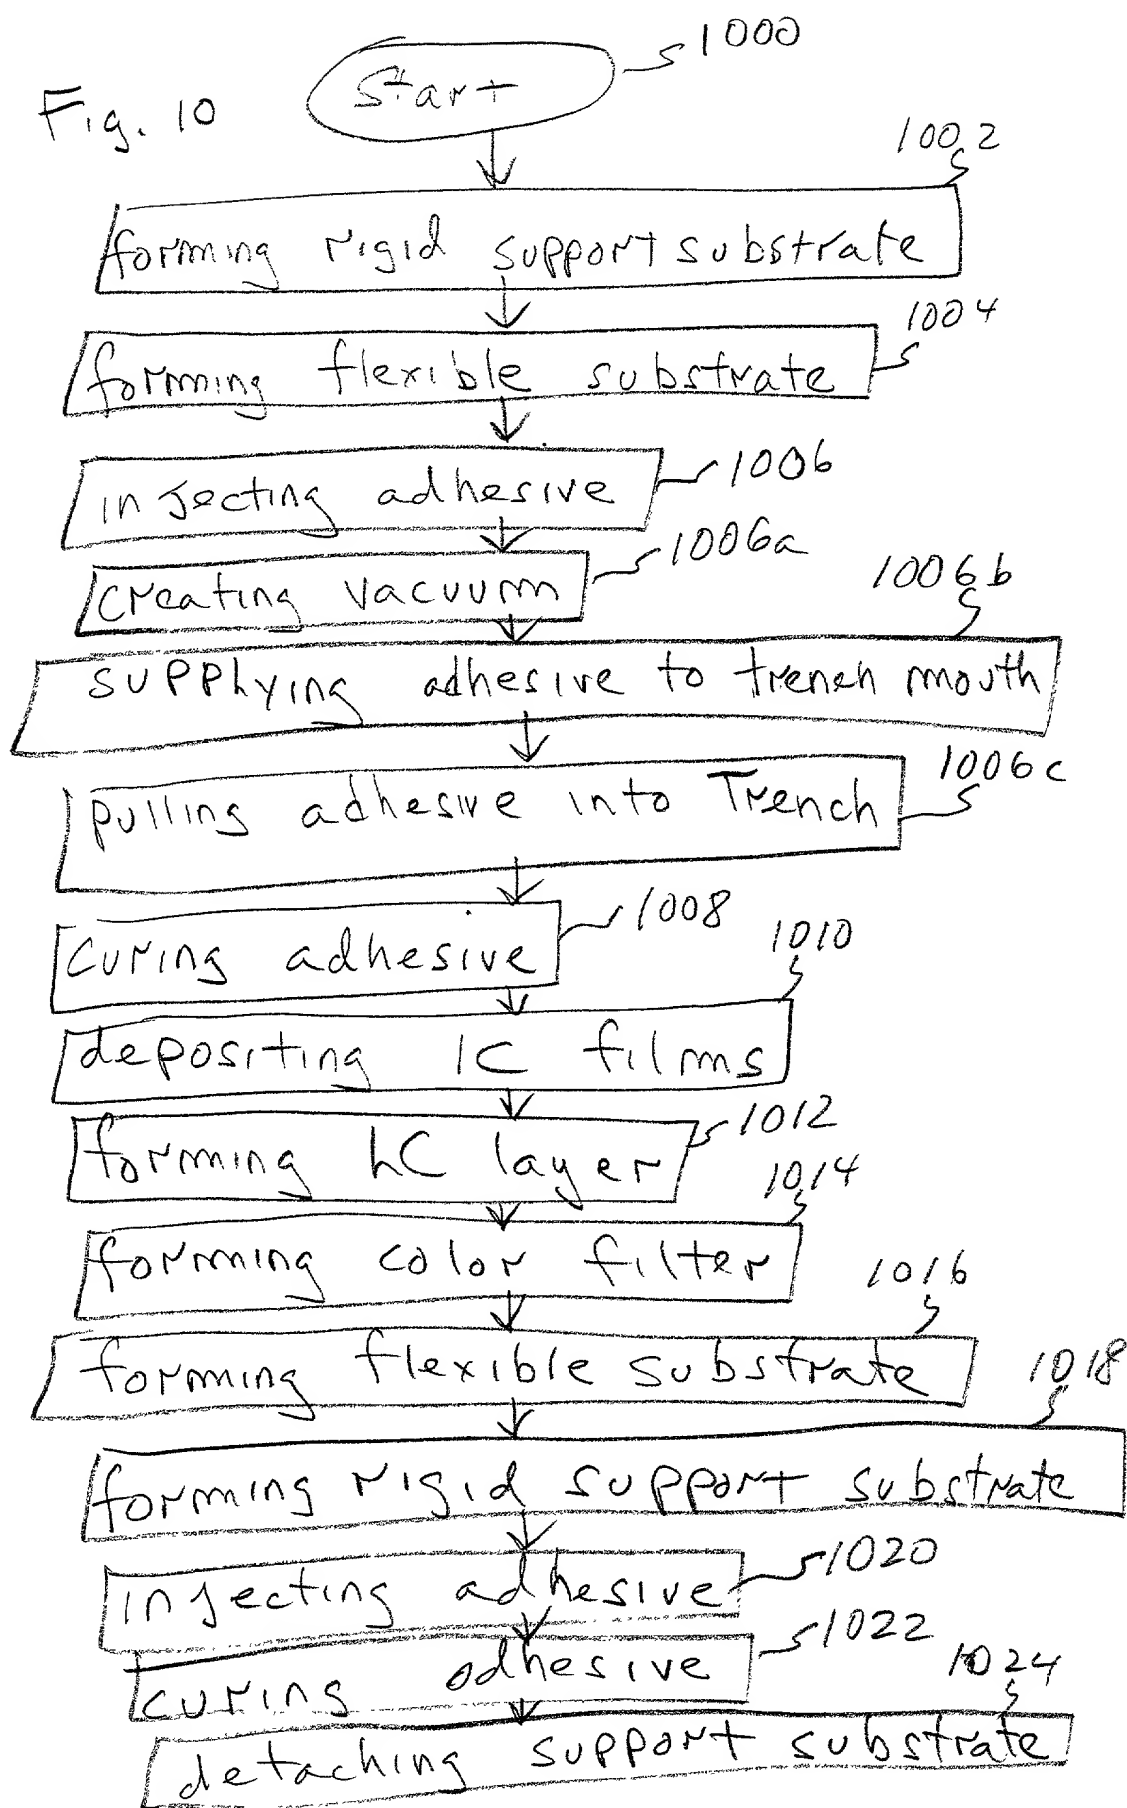 1000
Start
Fig. 10
1002
forming rigid support substrate
1004
forming flexible substrate
injecting adhesive
1006
1006a
creating vacuum
1006b
supplying adhesive to trench mouth
1006c
pulling adhesive into Trench
1008
curing adhesive
1010
depositing IC films
1012
forming LC layer
1014
forming color filter
1016
forming flexible substrate
1018
forming rigid support substrate
1020
injecting adhesive
1022
curing adhesive
1024
detaching support substrate